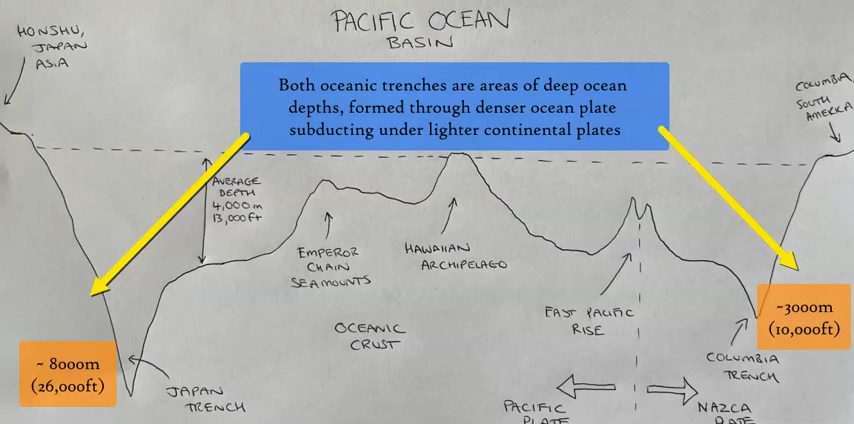 PACIFIC OCEAN
BASIN
HONSHU,
JAPAN
ASIA
Both oceanic trenches are areas of deep ocean
depths, formed through denser ocean plate
subducting under lighter continental plates
COLUMBIA,
SOUTH
AMERICA
AVERAGE
DEPTH
4,000m
13,000ft
EMPEROR
CHAIN
SEAMOUNTS
HAWAIIAN
ARCHIPELAGO
EAST PACIFIC
RISE
~3000m
(10,000ft)
OCEANIC
CRUST
COLUMBIA
TRENCH
~ 8000m
(26,000ft)
JAPAN
TRENCH
PACIFIC
PLATE
NAZCA
PLATE